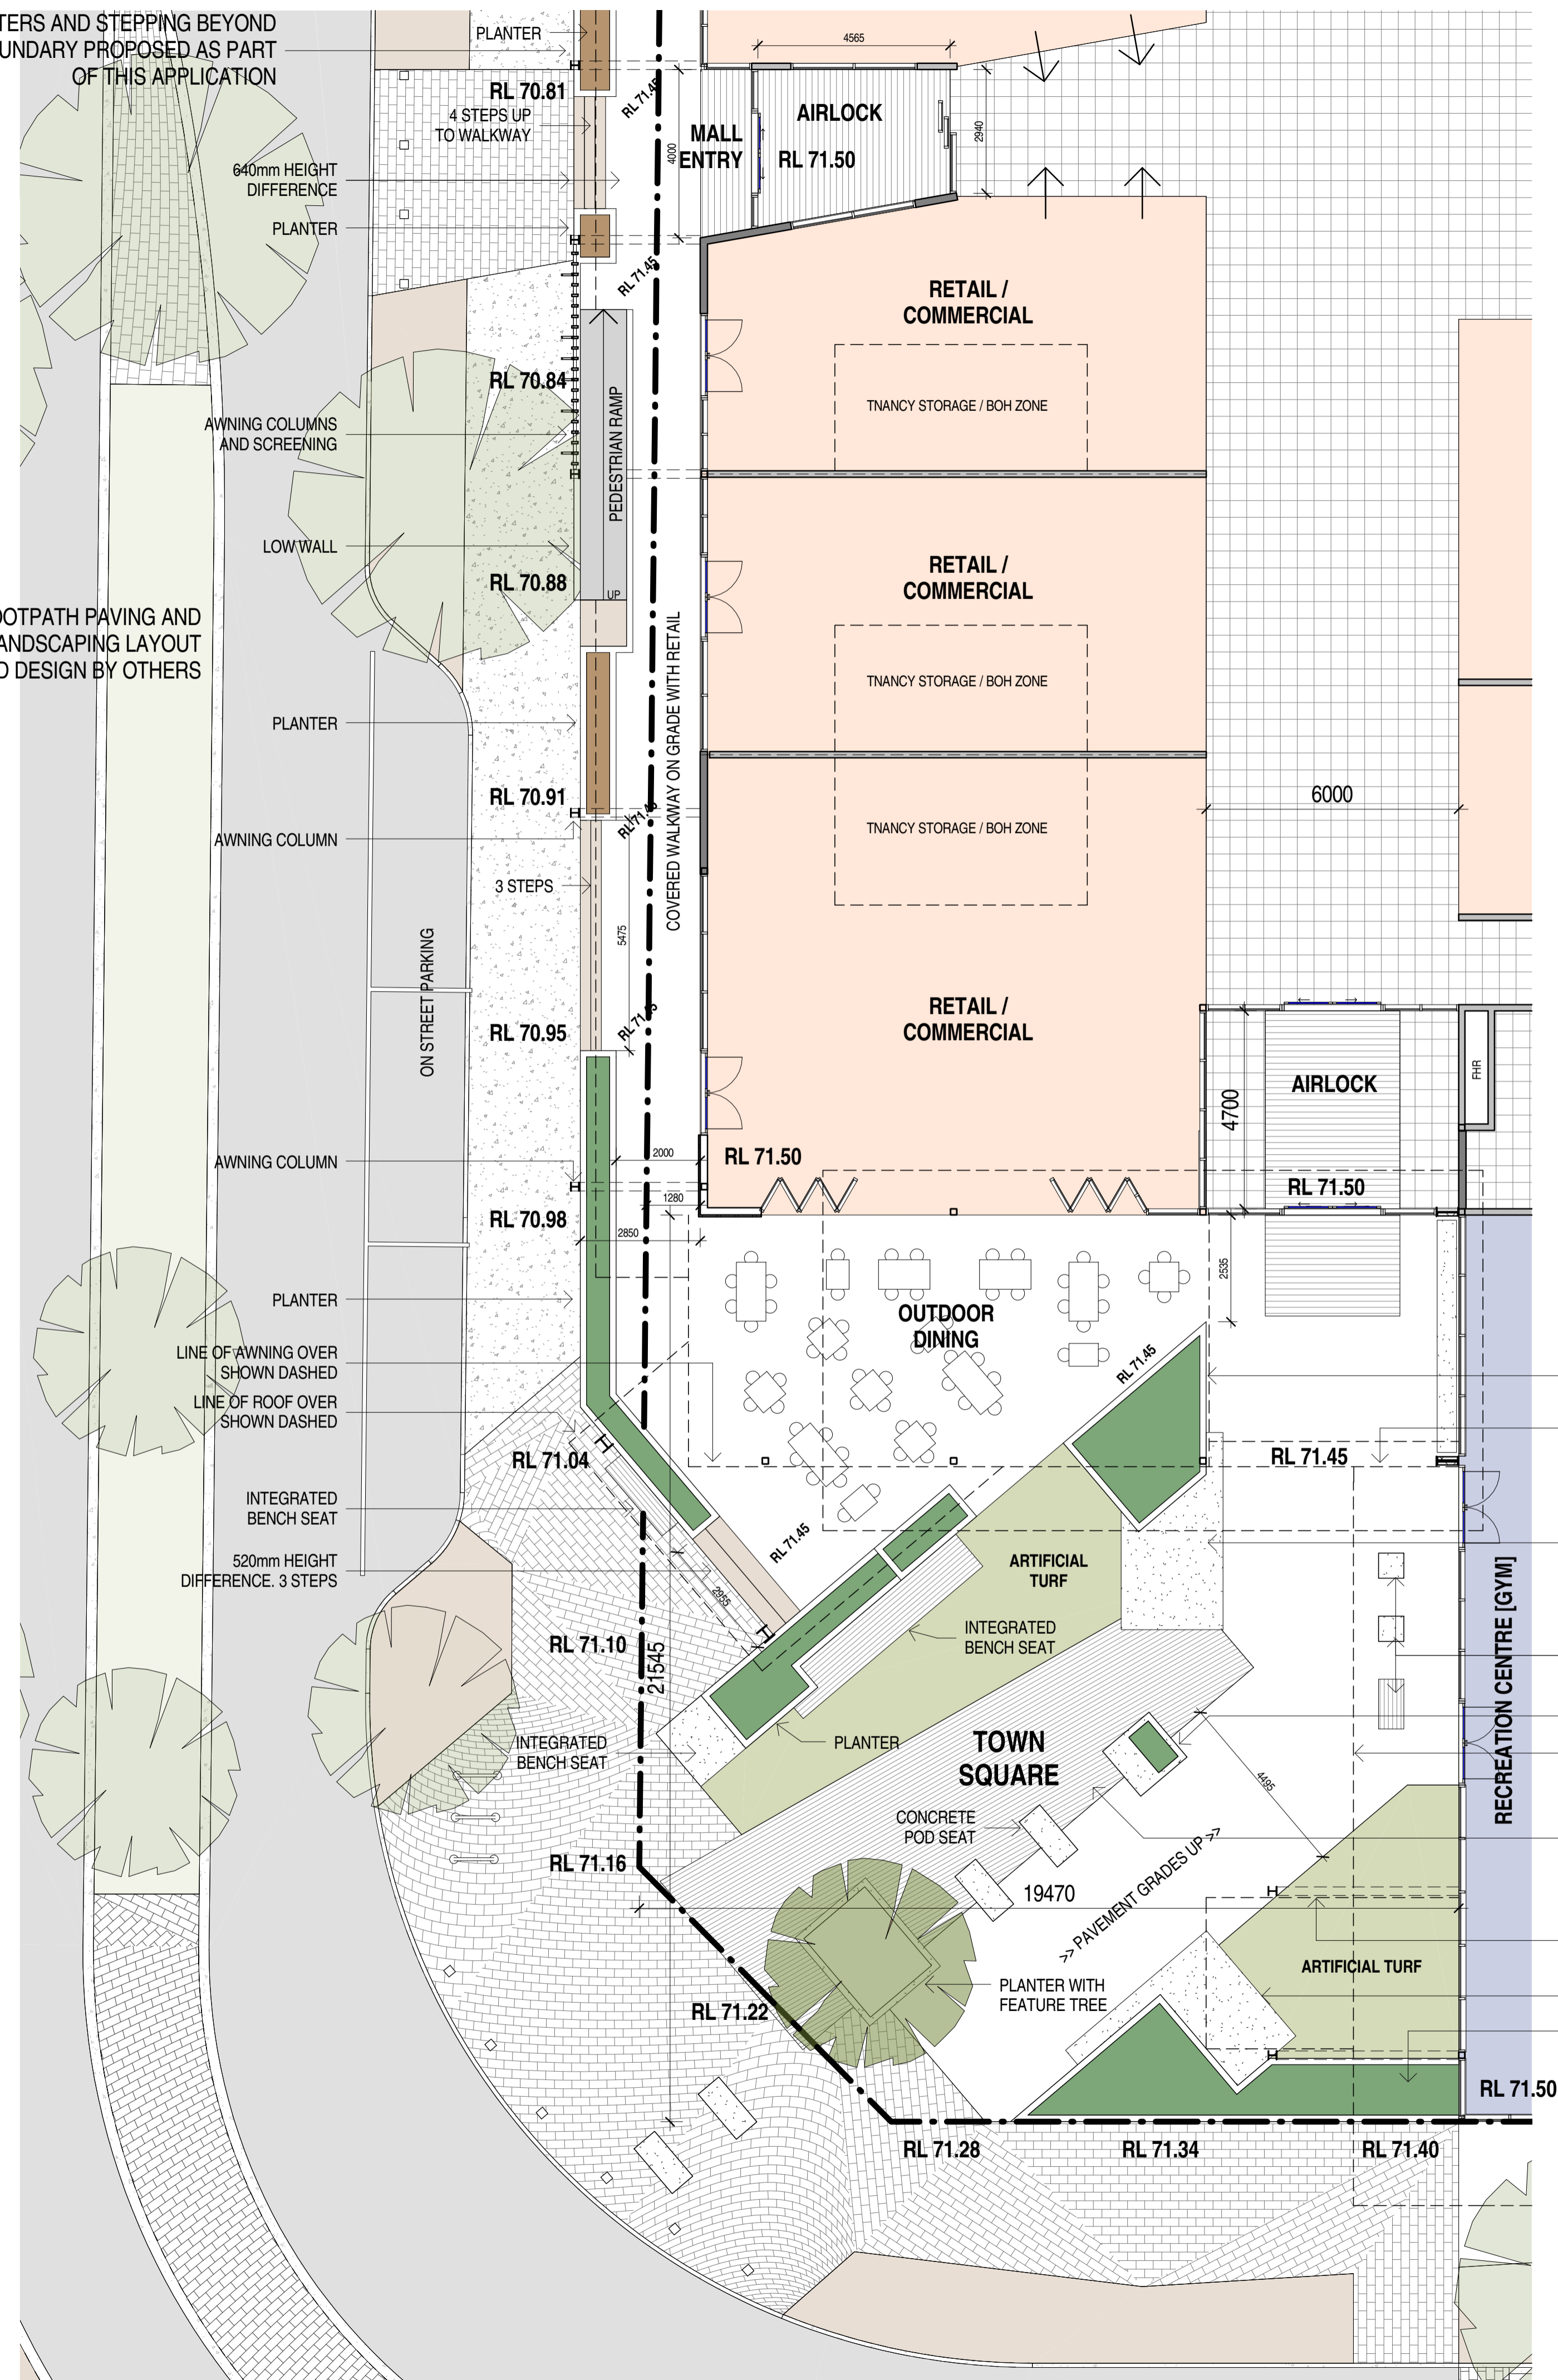 TERS AND STEPPING BEYOND
UNDARY PROPOSED AS PART
OF THIS APPLICATION
PLANTER
4565
RL 70.81
4 STEPS UP
TO WALKWAY
RL 71.45
MALL
ENTRY
AIRLOCK
RL 71.50
4000
2940
640mm HEIGHT
DIFFERENCE
PLANTER
RL 71.45
RETAIL /
COMMERCIAL
RL 70.84
PEDESTRIAN RAMP
TNANCY STORAGE / BOH ZONE
AWNING COLUMNS
AND SCREENING
LOW WALL
RL 70.88
UP
RETAIL /
COMMERCIAL
OOTPATH PAVING AND
ANDSCAPING LAYOUT
D DESIGN BY OTHERS
COVERED WALKWAY ON GRADE WITH RETAIL
TNANCY STORAGE / BOH ZONE
PLANTER
RL 70.91
RL 71.45
6000
TNANCY STORAGE / BOH ZONE
AWNING COLUMN
3 STEPS
5475
ON STREET PARKING
RL 70.95
RL 71.45
RETAIL /
COMMERCIAL
AIRLOCK
FHR
4700
AWNING COLUMN
2000
RL 71.50
RL 71.50
1280
RL 70.98
2850
2535
PLANTER
OUTDOOR
DINING
LINE OF AWNING OVER
SHOWN DASHED
RL 71.45
LINE OF ROOF OVER
SHOWN DASHED
RL 71.04
RL 71.45
INTEGRATED
BENCH SEAT
RL 71.45
520mm HEIGHT
DIFFERENCE. 3 STEPS
2955
ARTIFICIAL
TURF
RL 71.10
21545
INTEGRATED
BENCH SEAT
RECREATION CENTRE [GYM]
INTEGRATED
BENCH SEAT
PLANTER
TOWN
SQUARE
4495
CONCRETE
POD SEAT
RL 71.16
>> PAVEMENT GRADES UP >>
19470
ARTIFICIAL TURF
PLANTER WITH
FEATURE TREE
RL 71.22
RL 71.50
RL 71.28
RL 71.34
RL 71.40